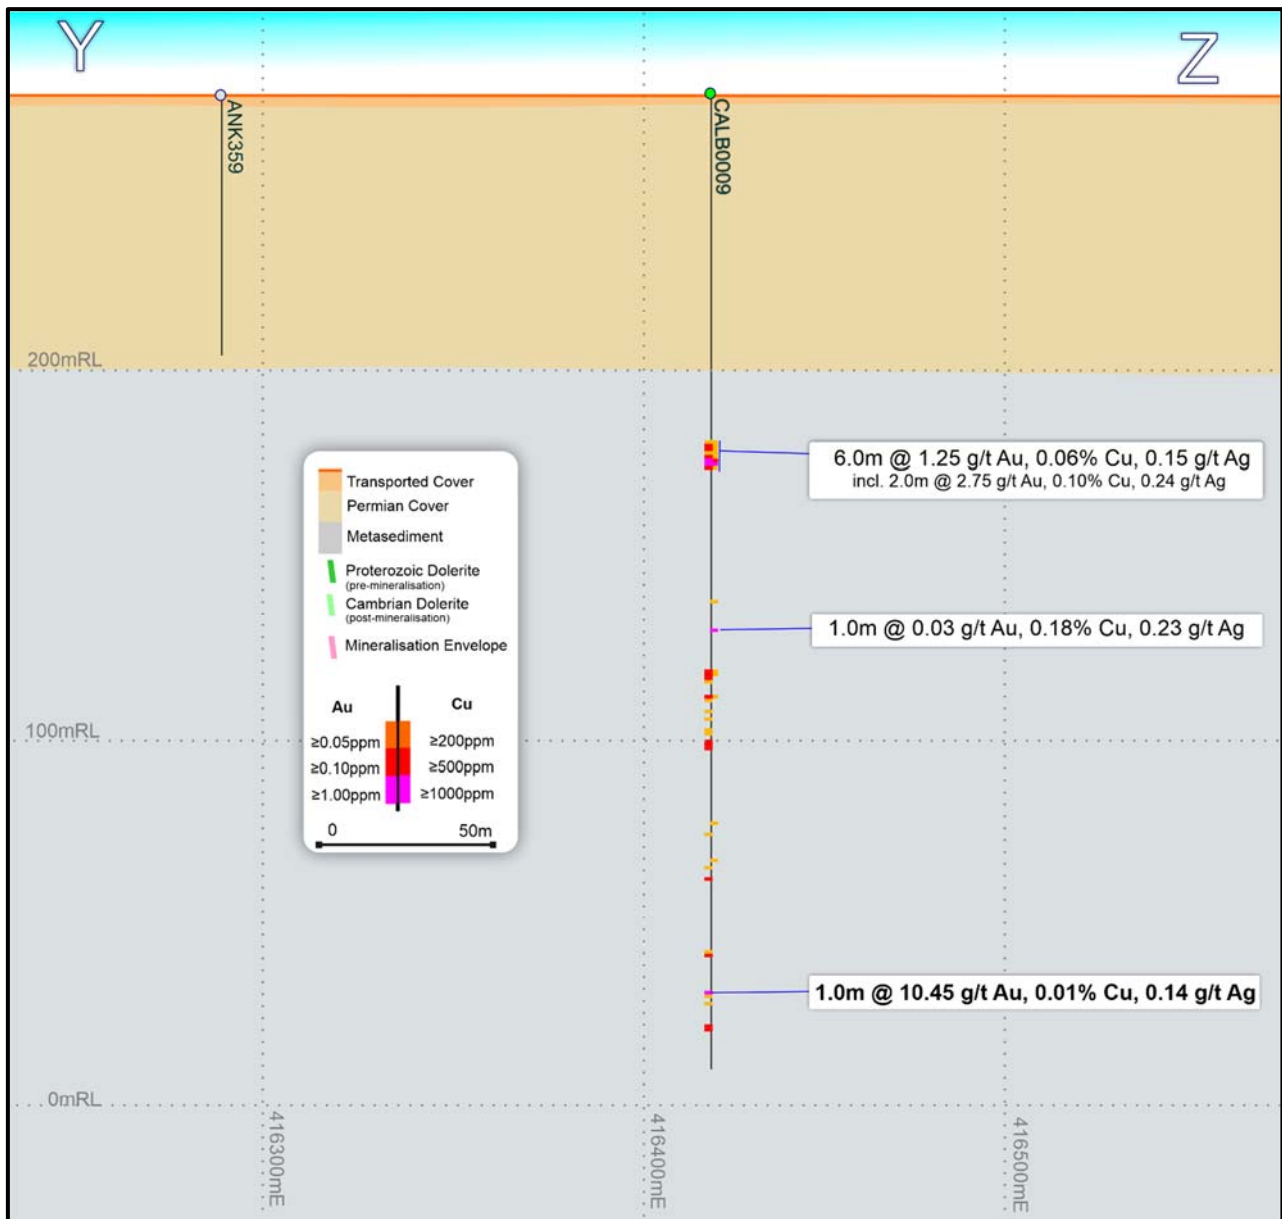 Y
Z
ANK359
CALB0009
200mRL
6.0m @ 1.25 g/t Au, 0.06% Cu, 0.15 g/t Ag
incl. 2.0m @ 2.75 g/t Au, 0.10% Cu, 0.24 g/t Ag
Transported Cover
Permian Cover
Metasediment
Proterozoic Dolerite
(pre-mineralisation)
Cambrian Dolerite
(post-mineralisation)
Mineralisation Envelope
Au Cu
≥0.05ppm ≥200ppm
≥0.10ppm ≥500ppm
≥1.00ppm ≥1000ppm
0 50m
1.0m @ 0.03 g/t Au, 0.18% Cu, 0.23 g/t Ag
100mRL
1.0m @ 10.45 g/t Au, 0.01% Cu, 0.14 g/t Ag
0mRL
416300mE
416400mE
416500mE